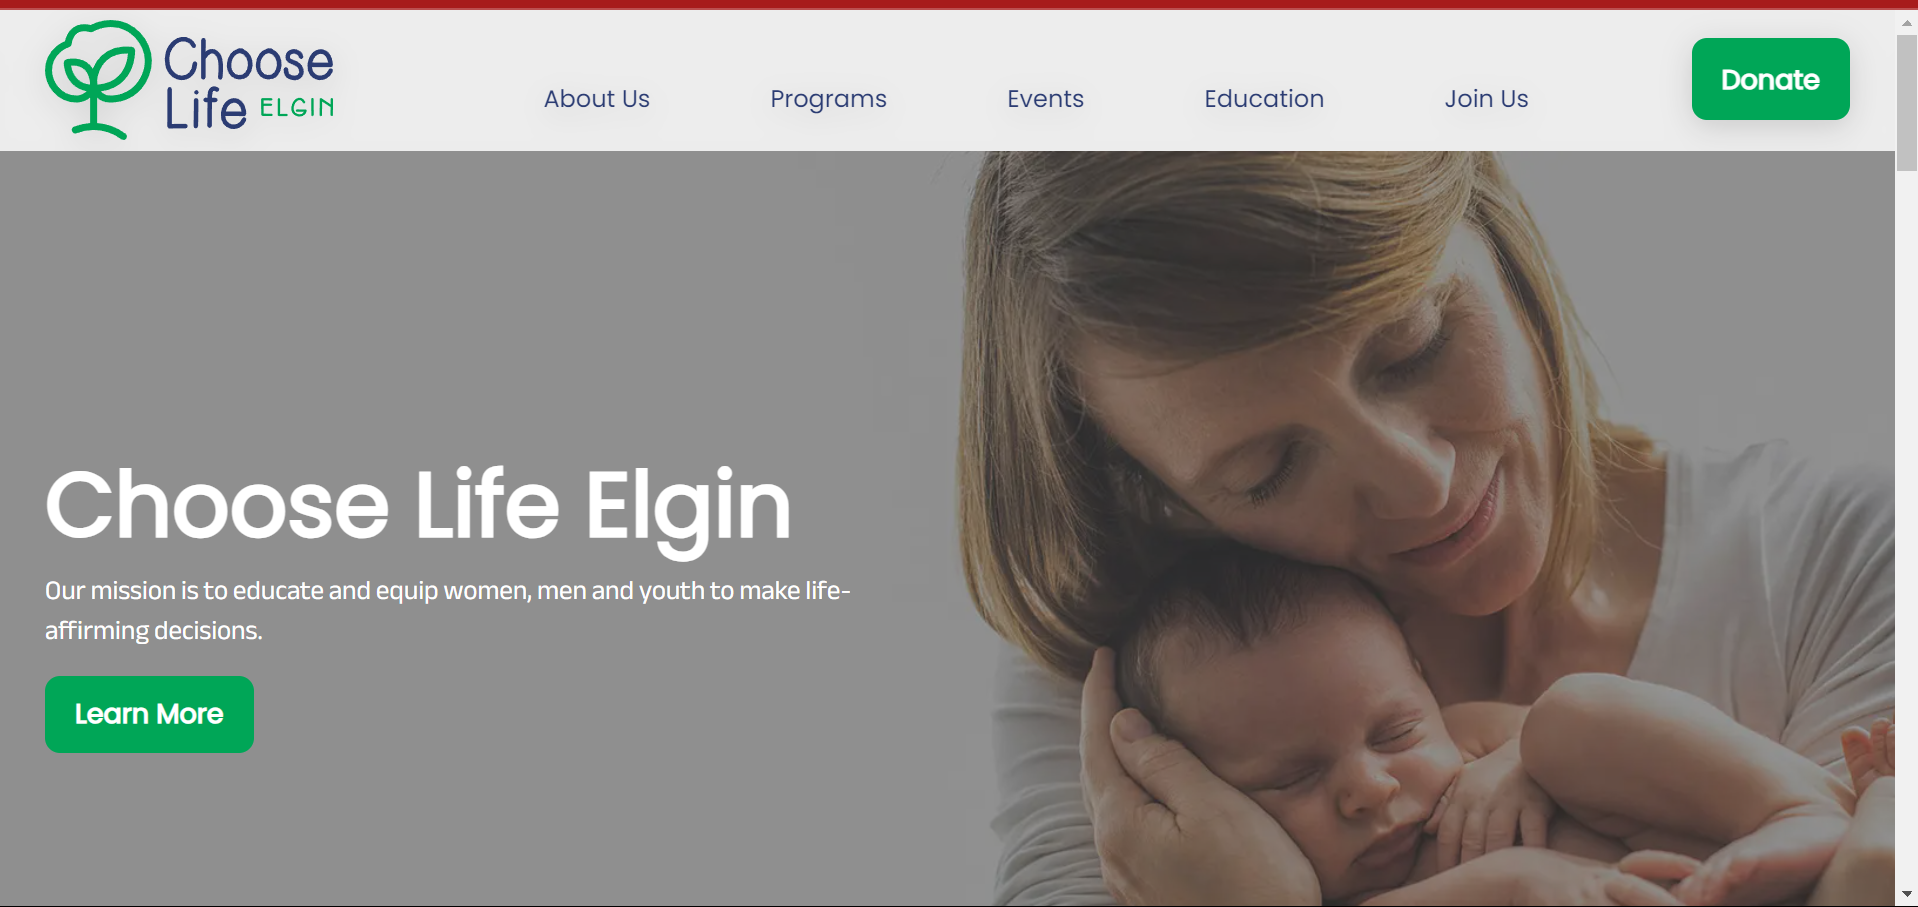 Choose
Life ELGIN
About Us
Programs
Events
Education
Join Us
Donate
Choose Life Elgin
Our mission is to educate and equip women, men and youth to make life-
affirming decisions.
Learn More